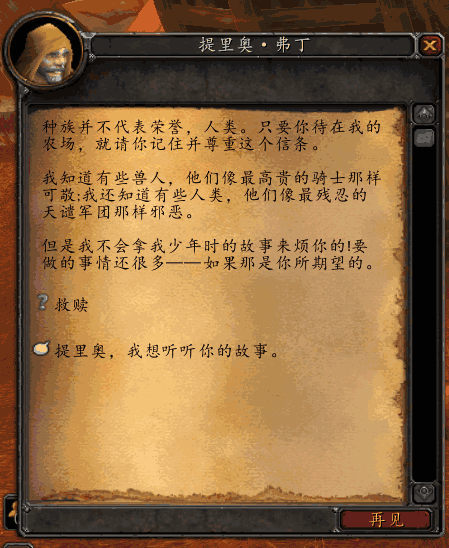 提里奥·弗丁
种族并不代表荣誉，人类。只要你待在我的
农场，就请你记住并尊重这个信条。
我知道有些兽人，他们像最高贵的骑士那样
可敬:我还知道有些人类，他们像最残忍的
天谴军团那样邪恶。
但是我不会拿我少年时的故事来烦你的!要
做的事情还很多——如果那是你所期望的。
救赎
提里奥，我想听听你的故事。
再见